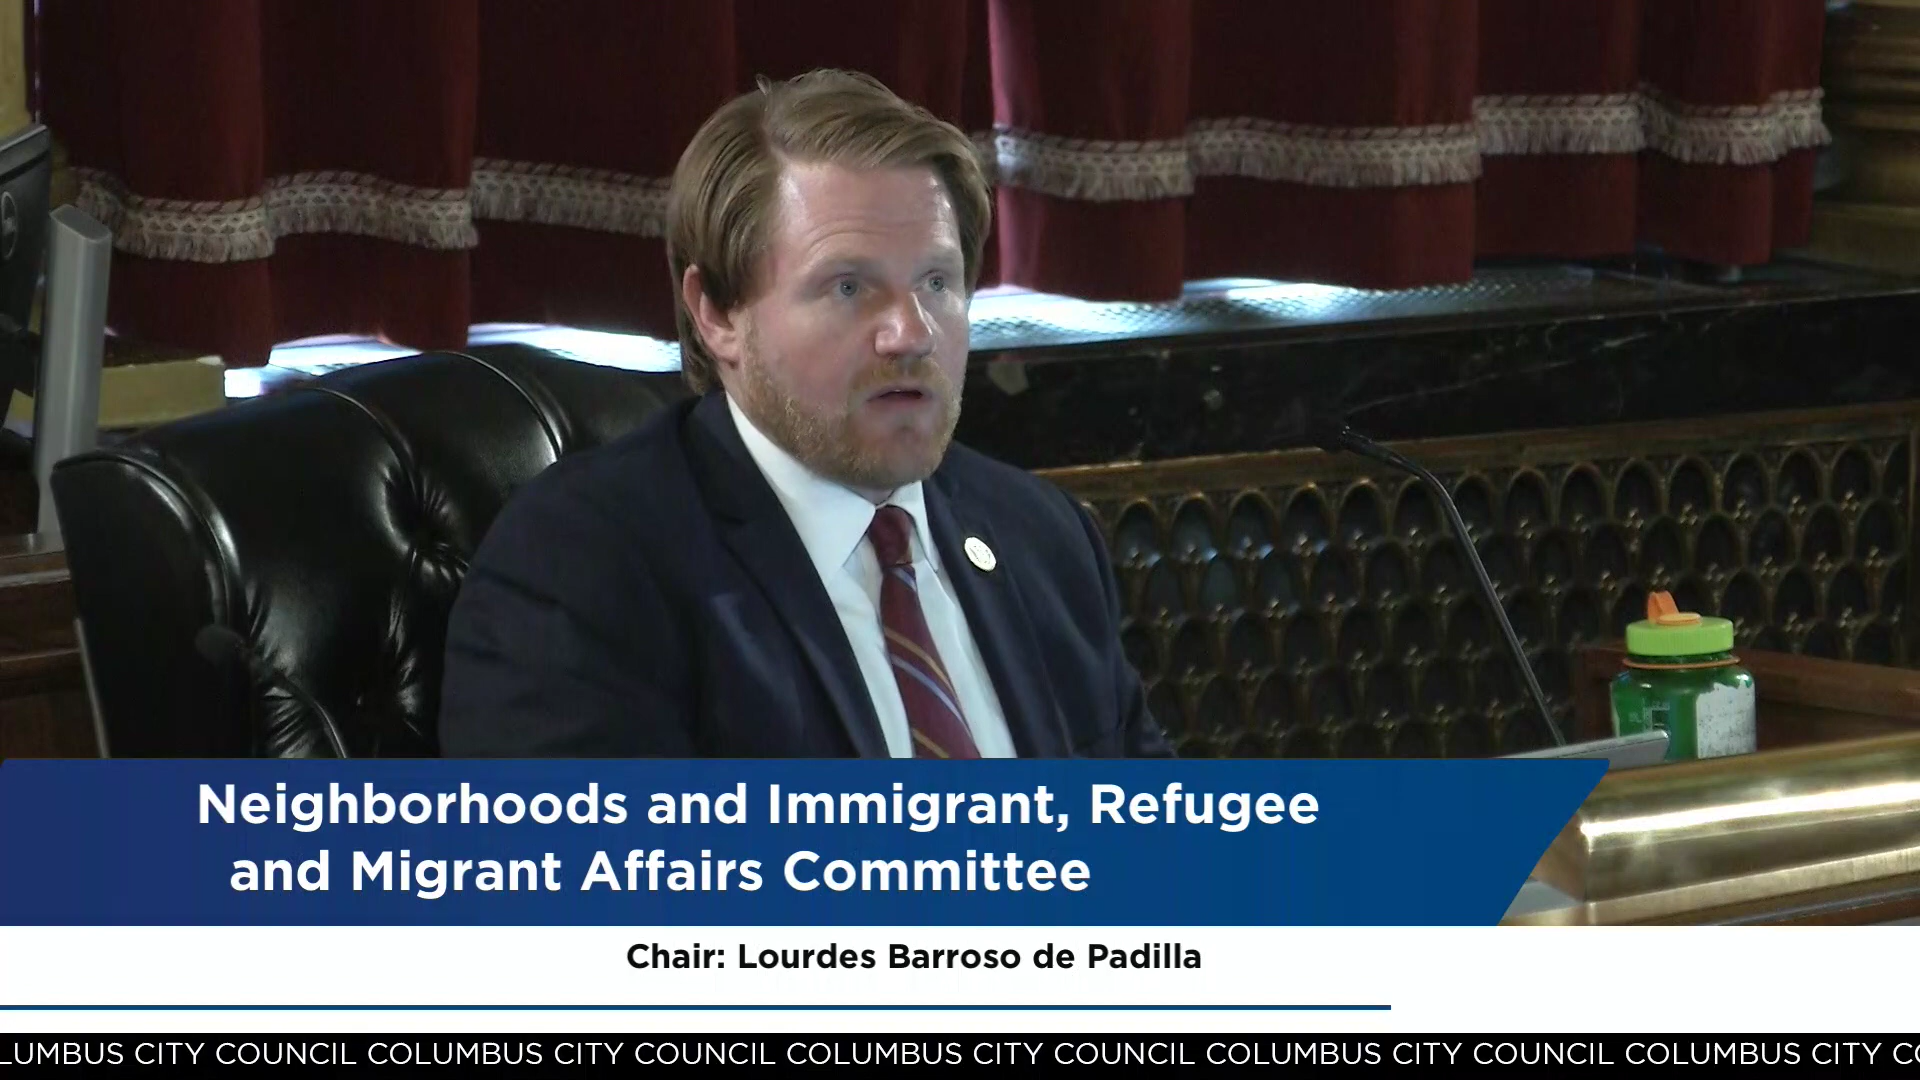 Neighborhoods and Immigrant, Refugee
and Migrant Affairs Committee
Chair: Lourdes Barroso de Padilla
LUMBUS CITY COUNCIL COLUMBUS CITY COUNCIL COLUMBUS CITY COUNCIL COLUMBUS CITY COUNCIL COLUMBUS CITY CO